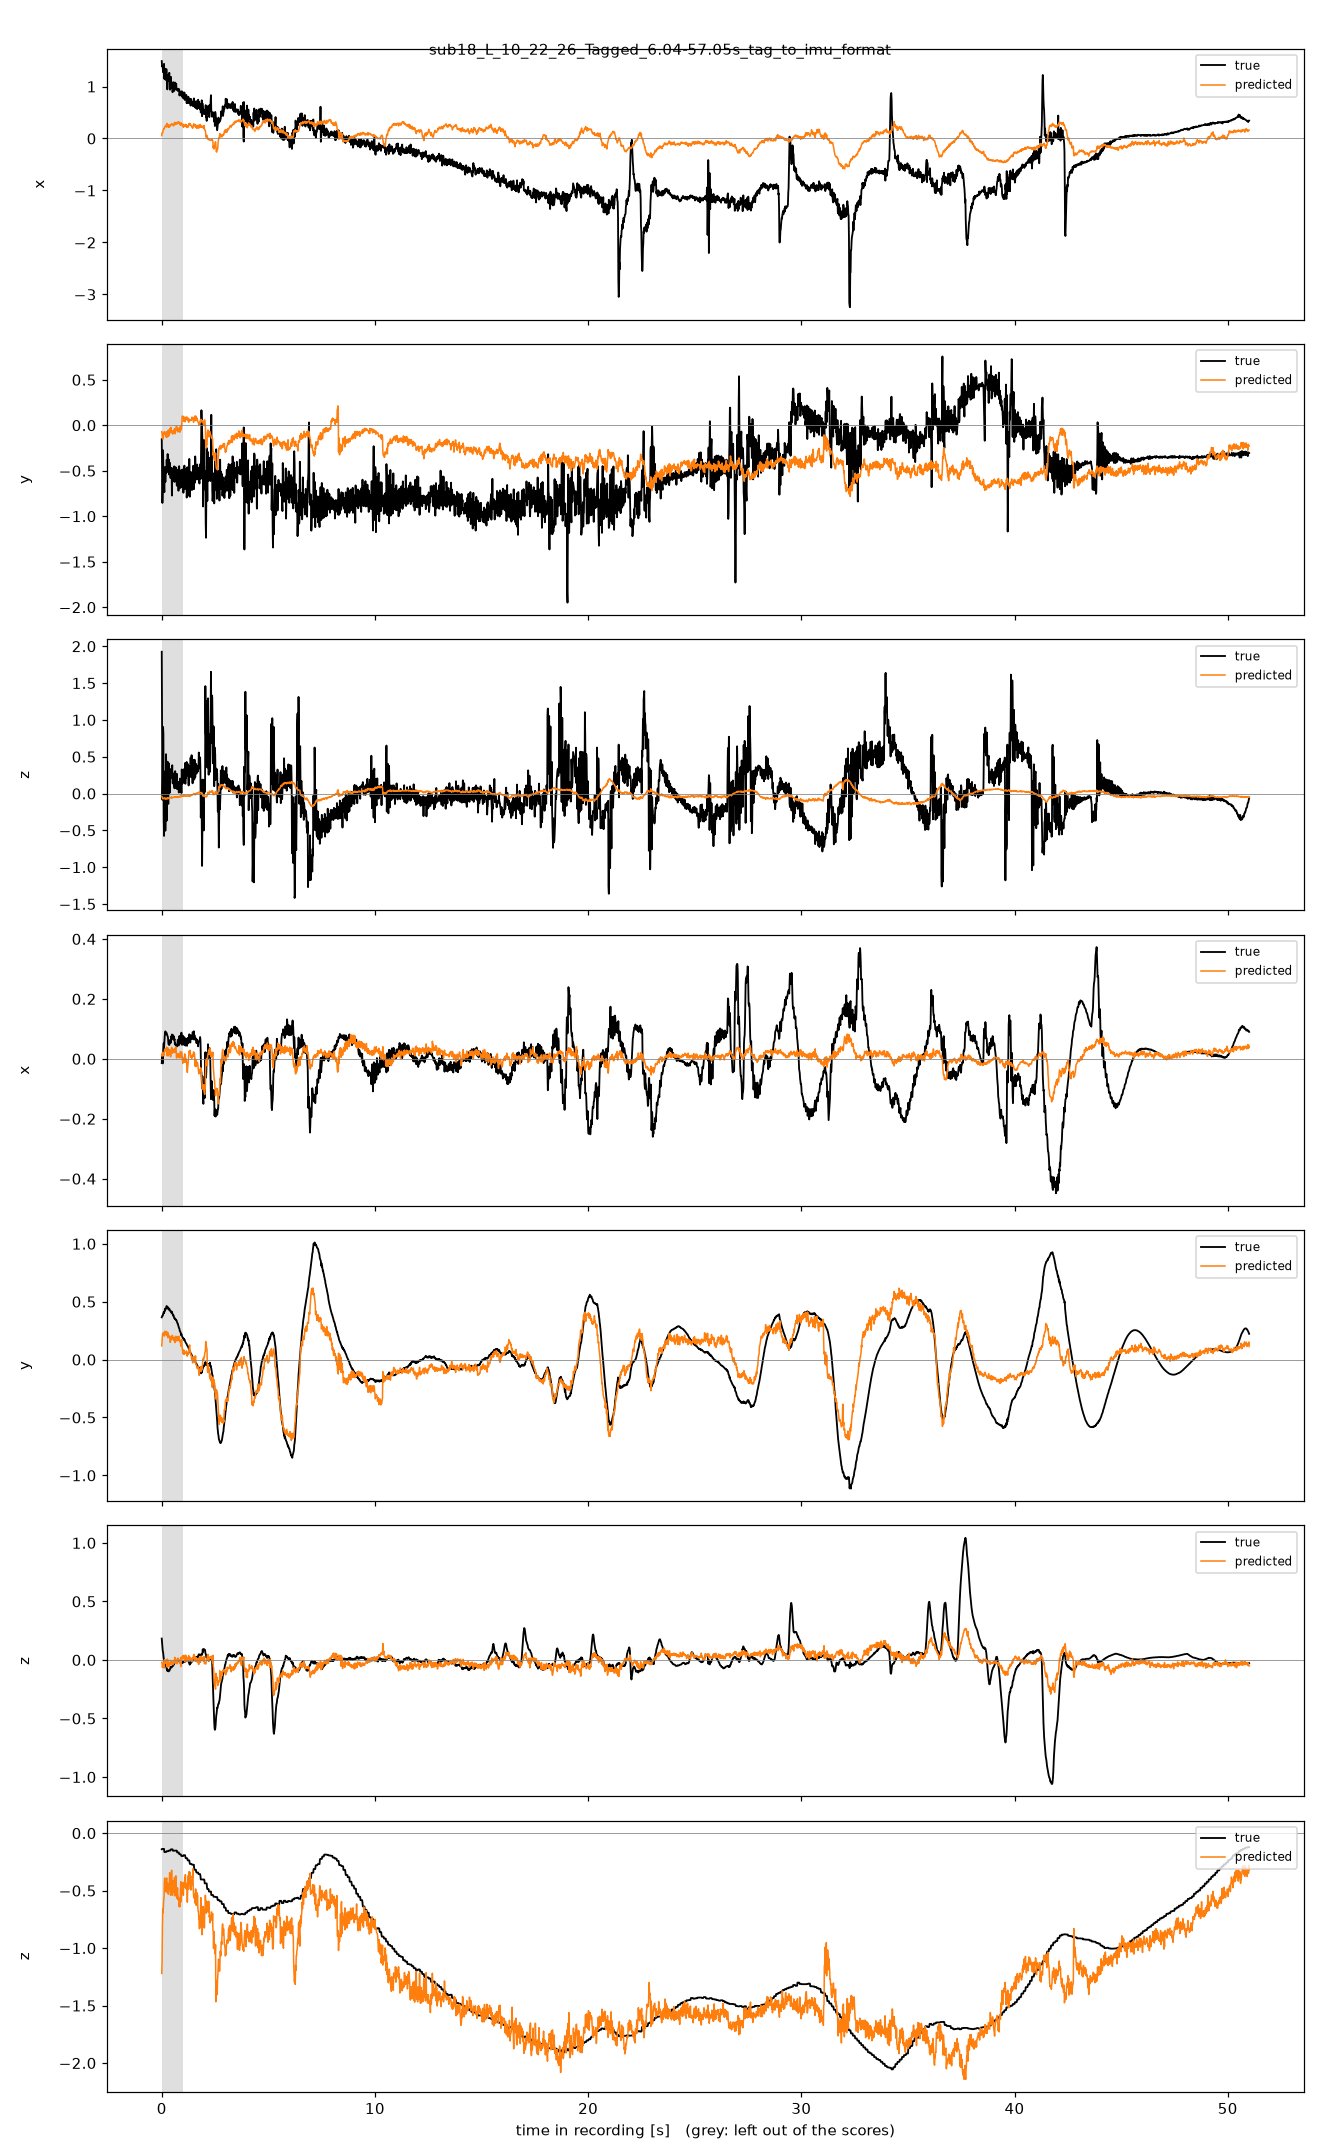 sub18_L_10_22_26_Tagged_6.04-57.05s_tag_to_imu_format
true
predicted
1
0
−1
−2
−3
x
true
predicted
0.5
0.0
−0.5
−1.0
−1.5
−2.0
y
true
predicted
2.0
1.5
1.0
0.5
0.0
−0.5
−1.0
−1.5
z
true
predicted
0.4
0.2
0.0
−0.2
−0.4
x
true
predicted
1.0
0.5
0.0
−0.5
−1.0
y
true
predicted
1.0
0.5
0.0
−0.5
−1.0
z
true
predicted
0.0
−0.5
−1.0
−1.5
−2.0
z
0 10 20 30 40 50
time in recording [s]   (grey: left out of the scores)